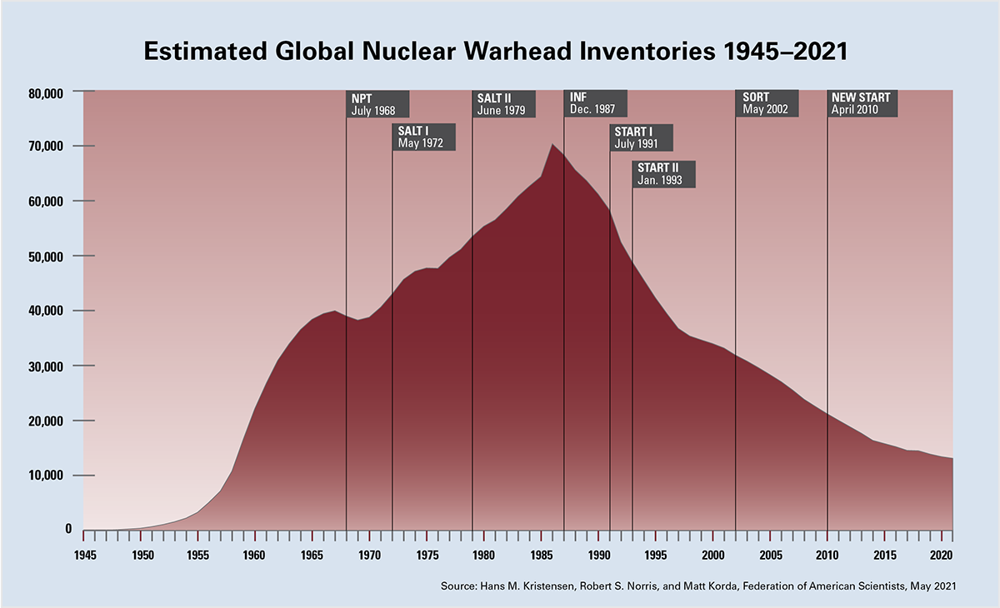 Estimated Global Nuclear Warhead Inventories 1945–2021
80,000
70,000
60,000
50,000
40,000
30,000
20,000
10,000
0
NPT
July 1968
SALT I
May 1972
SALT II
June 1979
INF
Dec. 1987
START I
July 1991
START II
Jan. 1993
SORT
May 2002
NEW START
April 2010
1945 1950 1955 1960 1965 1970 1975 1980 1985 1990 1995 2000 2005 2010 2015 2020
Source: Hans M. Kristensen, Robert S. Norris, and Matt Korda, Federation of American Scientists, May 2021